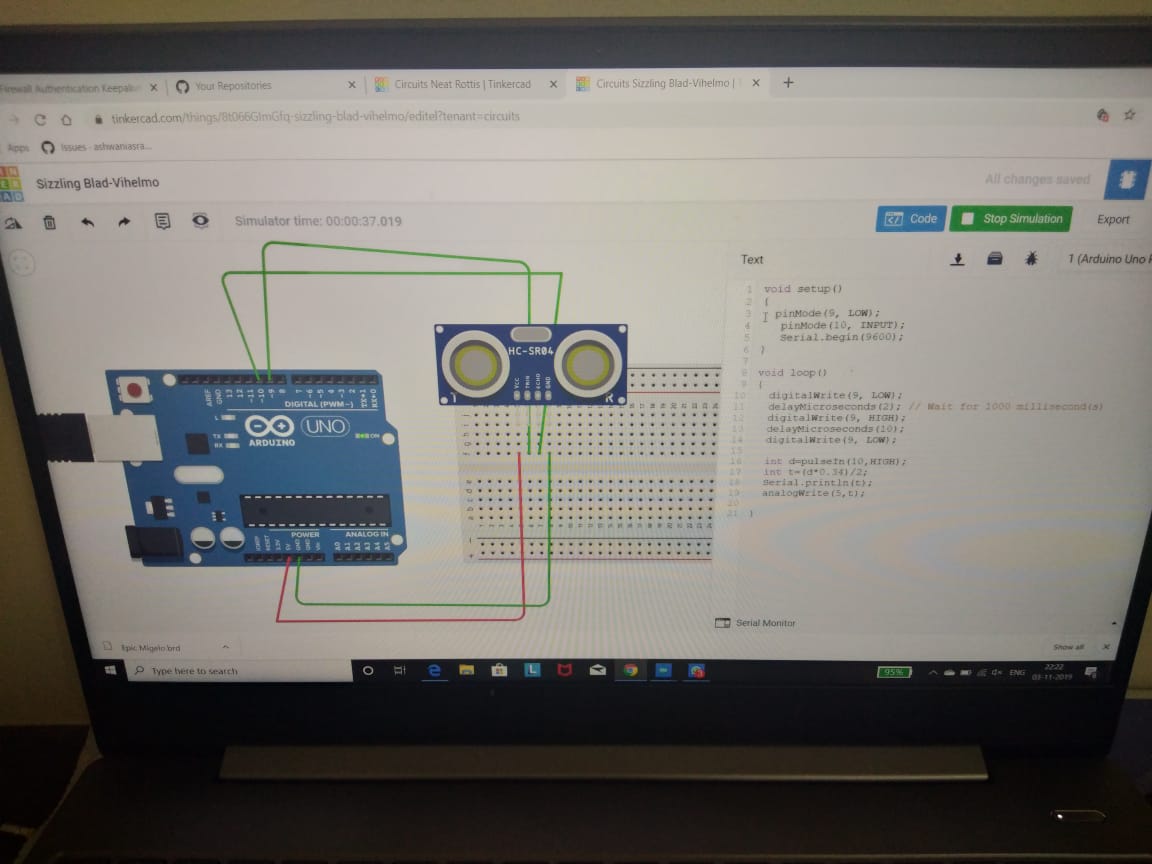 Firewall Authentication Keepaliv
Your Repositories
Circuits Neat Rottis | Tinkercad
Circuits Sizzling Blad-Vihelmo |
tinkercad.com/things/8t066GImGfq-sizzling-blad-vihelmo/editel?tenant=circuits
Apps
Issues · ashwaniasra...
Sizzling Blad-Vihelmo
All changes saved
Simulator time: 00:00:37.019
Code
Stop Simulation
Export
Text
1 (Arduino Uno R
1 void setup()
2 {
3 pinMode(9, LOW);
4 pinMode(10, INPUT);
5 Serial.begin(9600);
6 }
7
8 void loop()
9 {
10 digitalWrite(9, LOW);
11 delayMicroseconds(2); // Wait for 1000 millisecond(s)
12 digitalWrite(9, HIGH);
13 delayMicroseconds(10);
14 digitalWrite(9, LOW);
15
16 int d=pulseIn(10,HIGH);
17 int t=(d*0.34)/2;
18 Serial.println(t);
19 analogWrite(5,t);
20
21 }
HC-SR04
VCC
TRIG
ECHO
GND
T
R
AREF
GND
13
12
~11
~10
~9
8
7
~6
~5
4
~3
2
TX→1
RX←0
DIGITAL (PWM~)
L
TX
RX
UNO
ON
ARDUINO
POWER
ANALOG IN
IOREF
RESET
3.3V
5V
GND
GND
Vin
A0
A1
A2
A3
A4
A5
Serial Monitor
Epic Migelo.brd
Show all
Type here to search
95%
ENG
22:22
03-11-2019